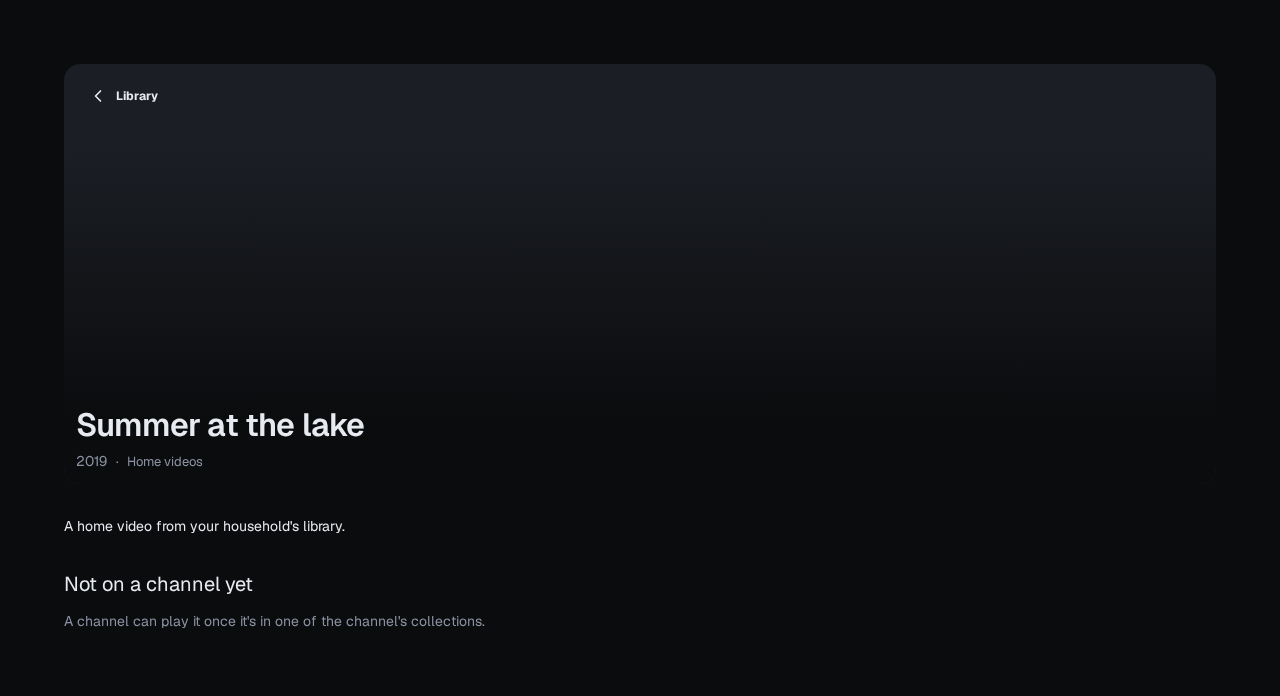 Library
Summer at the lake
2019 · Home videos
A home video from your household's library.
Not on a channel yet
A channel can play it once it's in one of the channel's collections.